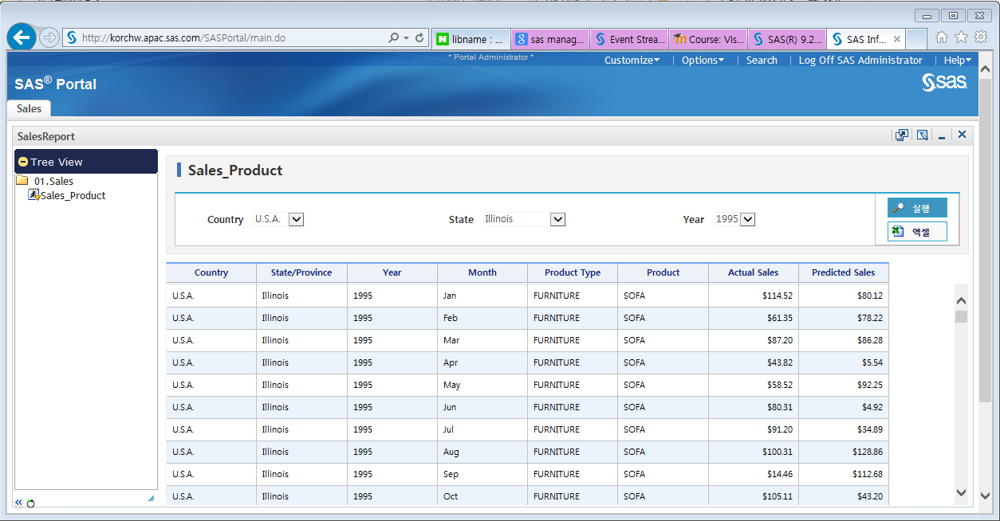 http://korchw.apac.sas.com/SASPortal/main.do
libname : ...
sas manag...
Event Strea...
Course: Vis...
SAS(R) 9.2...
SAS Inf...
* Portal Administrator *
Customize
Options
Search
Log Off SAS Administrator
Help
SAS® Portal
sas.
Sales
SalesReport
Tree View
01.Sales
Sales_Product
Sales_Product
Country U.S.A. State Illinois Year 1995
실행
엑셀
Country State/Province Year Month Product Type Product Actual Sales Predicted Sales
U.S.A. Illinois 1995 Jan FURNITURE SOFA $114.52 $80.12
U.S.A. Illinois 1995 Feb FURNITURE SOFA $61.35 $78.22
U.S.A. Illinois 1995 Mar FURNITURE SOFA $87.20 $86.28
U.S.A. Illinois 1995 Apr FURNITURE SOFA $43.82 $5.54
U.S.A. Illinois 1995 May FURNITURE SOFA $58.52 $92.25
U.S.A. Illinois 1995 Jun FURNITURE SOFA $80.31 $4.92
U.S.A. Illinois 1995 Jul FURNITURE SOFA $91.20 $34.89
U.S.A. Illinois 1995 Aug FURNITURE SOFA $100.31 $128.86
U.S.A. Illinois 1995 Sep FURNITURE SOFA $14.46 $112.68
U.S.A. Illinois 1995 Oct FURNITURE SOFA $105.11 $43.20